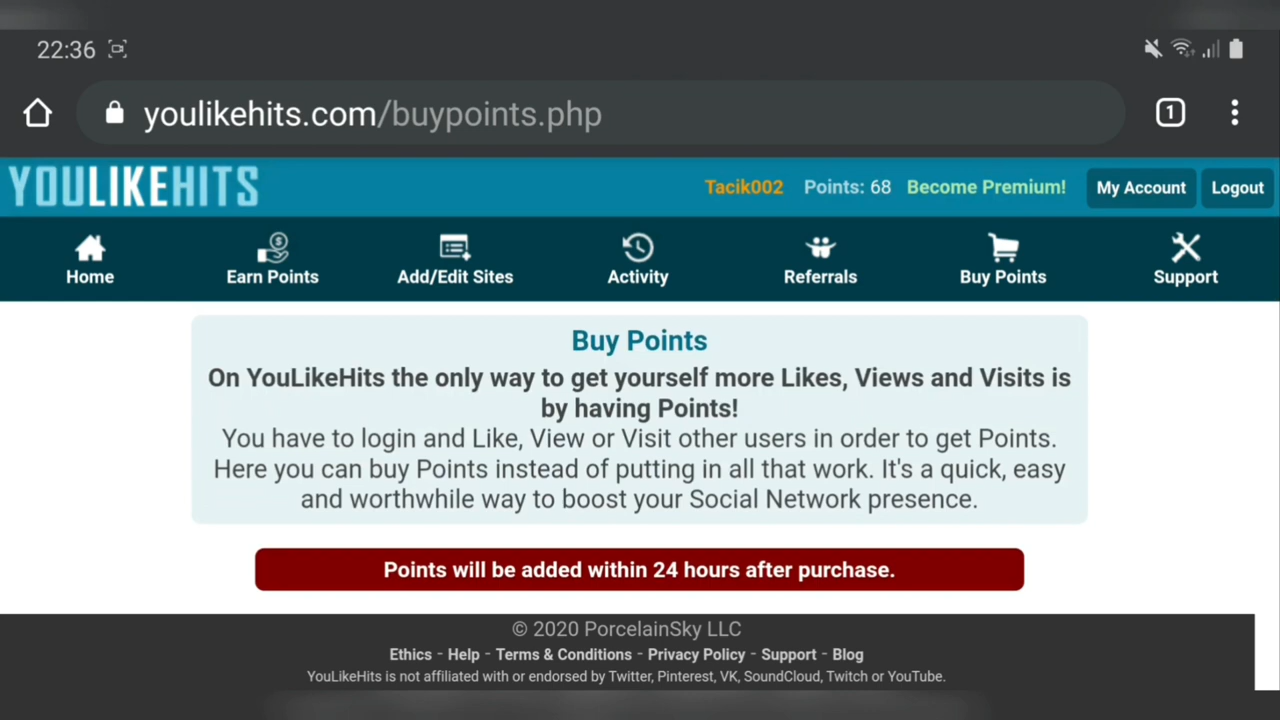 22:36
youlikehits.com/buypoints.php
1
YOULIKEHITS
Tacik002 Points: 68 Become Premium! My Account Logout
Home Earn Points Add/Edit Sites Activity Referrals Buy Points Support
Buy Points
On YouLikeHits the only way to get yourself more Likes, Views and Visits is
by having Points!
You have to login and Like, View or Visit other users in order to get Points.
Here you can buy Points instead of putting in all that work. It's a quick, easy
and worthwhile way to boost your Social Network presence.
Points will be added within 24 hours after purchase.
© 2020 PorcelainSky LLC
Ethics - Help - Terms & Conditions - Privacy Policy - Support - Blog
YouLikeHits is not affiliated with or endorsed by Twitter, Pinterest, VK, SoundCloud, Twitch or YouTube.